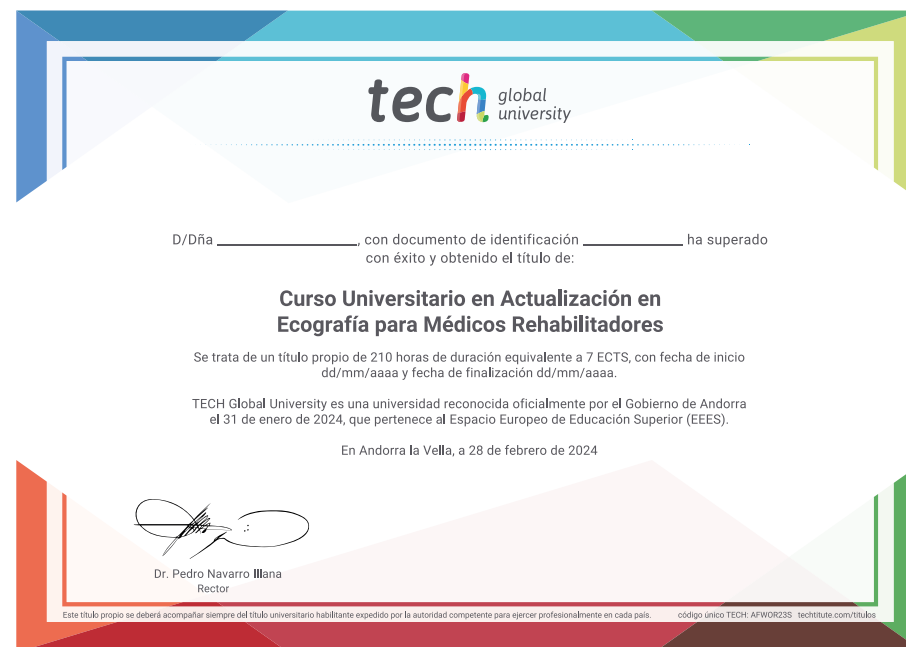 tech global university
D/Dña ____________________, con documento de identificación ______________ ha superado
con éxito y obtenido el título de:
Curso Universitario en Actualización en
Ecografía para Médicos Rehabilitadores
Se trata de un título propio de 210 horas de duración equivalente a 7 ECTS, con fecha de inicio
dd/mm/aaaa y fecha de finalización dd/mm/aaaa.
TECH Global University es una universidad reconocida oficialmente por el Gobierno de Andorra
el 31 de enero de 2024, que pertenece al Espacio Europeo de Educación Superior (EEES).
En Andorra la Vella, a 28 de febrero de 2024
Dr. Pedro Navarro Illana
Rector
Este título propio se deberá acompañar siempre del título universitario habilitante expedido por la autoridad competente para ejercer profesionalmente en cada país. código único TECH: AFWOR23S techtitute.com/titulos